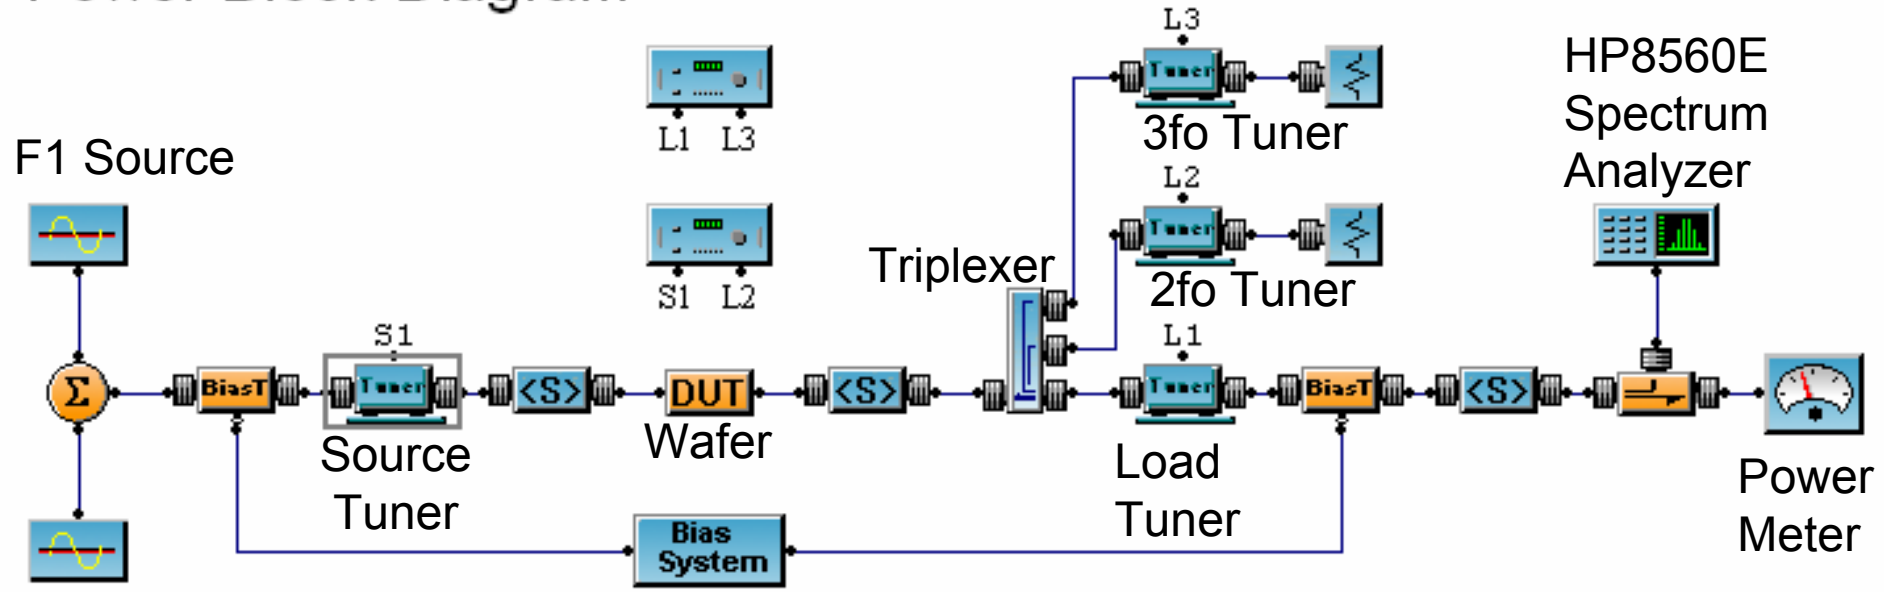 L3
HP8560E
Spectrum
Analyzer
Tuner
3fo Tuner
L1 L3
F1 Source
L2
Tuner
2fo Tuner
S1 L2
Triplexer
S1
L1
Σ
BiasT
Tuner
<S>
DUT
<S>
Tuner
BiasT
<S>
Source
Tuner
Wafer
Load
Tuner
Power
Meter
Bias
System